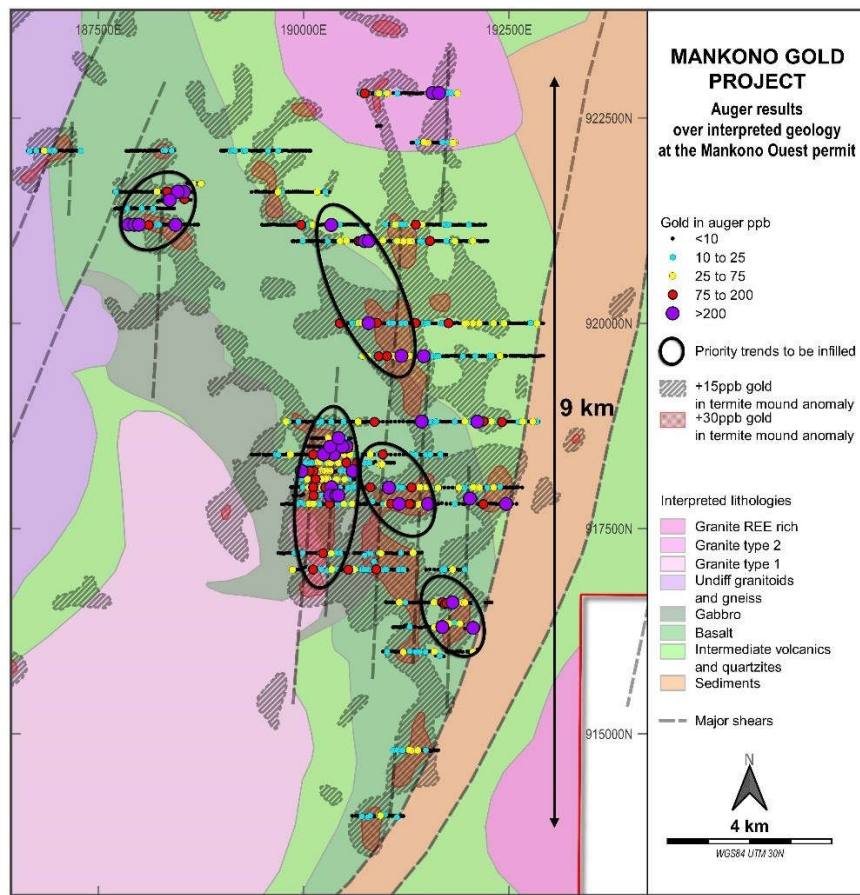 187500E
190000E
192500E
922500N
920000N
917500N
915000N
9 km
MANKONO GOLD
PROJECT
Auger results
over interpreted geology
at the Mankono Ouest permit
Gold in auger ppb
<10
10 to 25
25 to 75
75 to 200
>200
Priority trends to be infilled
+15ppb gold
in termite mound anomaly
+30ppb gold
in termite mound anomaly
Interpreted lithologies
Granite REE rich
Granite type 2
Granite type 1
Undiff granitoids
and gneiss
Gabbro
Basalt
Intermediate volcanics
and quartzites
Sediments
Major shears
N
4 km
WGS84 UTM 30N